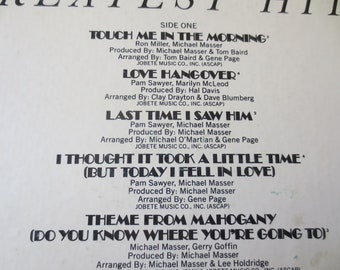 REATEST HIT
SIDE ONE
TOUCH ME IN THE MORNING*
Ron Miller, Michael Masser
Produced By: Michael Masser & Tom Baird
Arranged By: Tom Baird & Gene Page
JOBETE MUSIC CO., INC. (ASCAP)
LOVE HANGOVER*
Pam Sawyer, Marilyn McLeod
Produced By: Hal Davis
Arranged By: Clay Drayton & Dave Blumberg
JOBETE MUSIC CO., INC. (ASCAP)
LAST TIME I SAW HIM*
Pam Sawyer, Michael Masser
Produced By: Michael Masser
Arranged By: Michael O'Martian & Gene Page
JOBETE MUSIC CO., INC. (ASCAP)
I THOUGHT IT TOOK A LITTLE TIME*
(BUT TODAY I FELL IN LOVE)
Pam Sawyer, Michael Masser
Produced By: Michael Masser
Arranged By: Gene Page
JOBETE MUSIC CO., INC. (ASCAP)
THEME FROM MAHOGANY
(DO YOU KNOW WHERE YOU'RE GOING TO)*
Michael Masser, Gerry Goffin
Produced By: Michael Masser
Arranged By: Michael Masser & Lee Holdridge